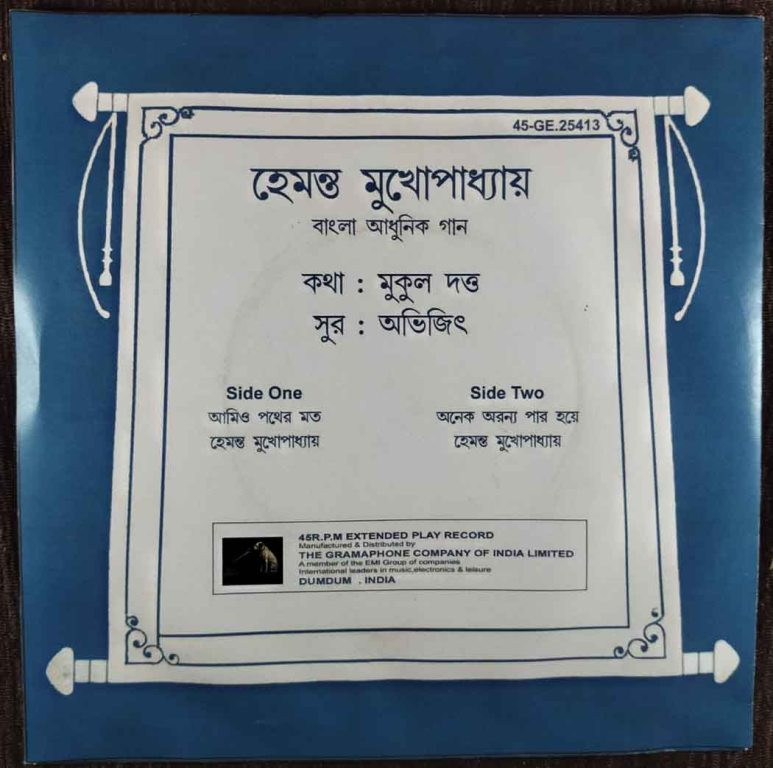 45-GE.25413
হেমন্ত মুখোপাধ্যায়
বাংলা আধুনিক গান
কথা : মুকুল দত্ত
সুর : অভিজিৎ
Side One
আমিও পথের মত
হেমন্ত মুখোপাধ্যায়
Side Two
অনেক অরন্য পার হয়ে
হেমন্ত মুখোপাধ্যায়
45R.P.M EXTENDED PLAY RECORD
Manufactured & Distributed by
THE GRAMAPHONE COMPANY OF INDIA LIMITED
A member of the EMI Group of companies
International leaders in music,electronics & leisure
DUMDUM . INDIA